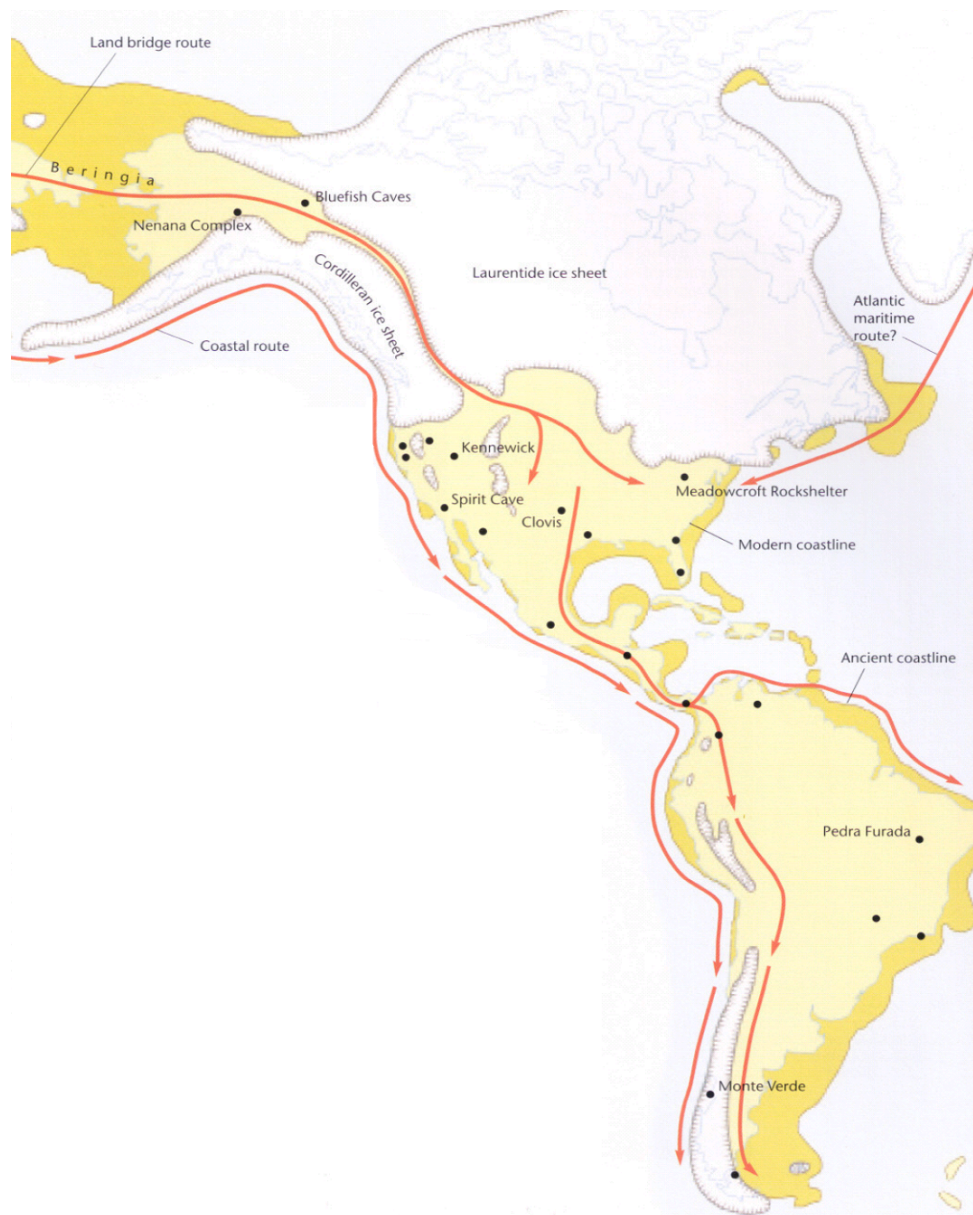 Land bridge route
Beringia
Bluefish Caves
Nenana Complex
Cordilleran ice sheet
Laurentide ice sheet
Atlantic
maritime
route?
Coastal route
Kennewick
Meadowcroft Rockshelter
Spirit Cave
Clovis
Modern coastline
Ancient coastline
Pedra Furada
Monte Verde